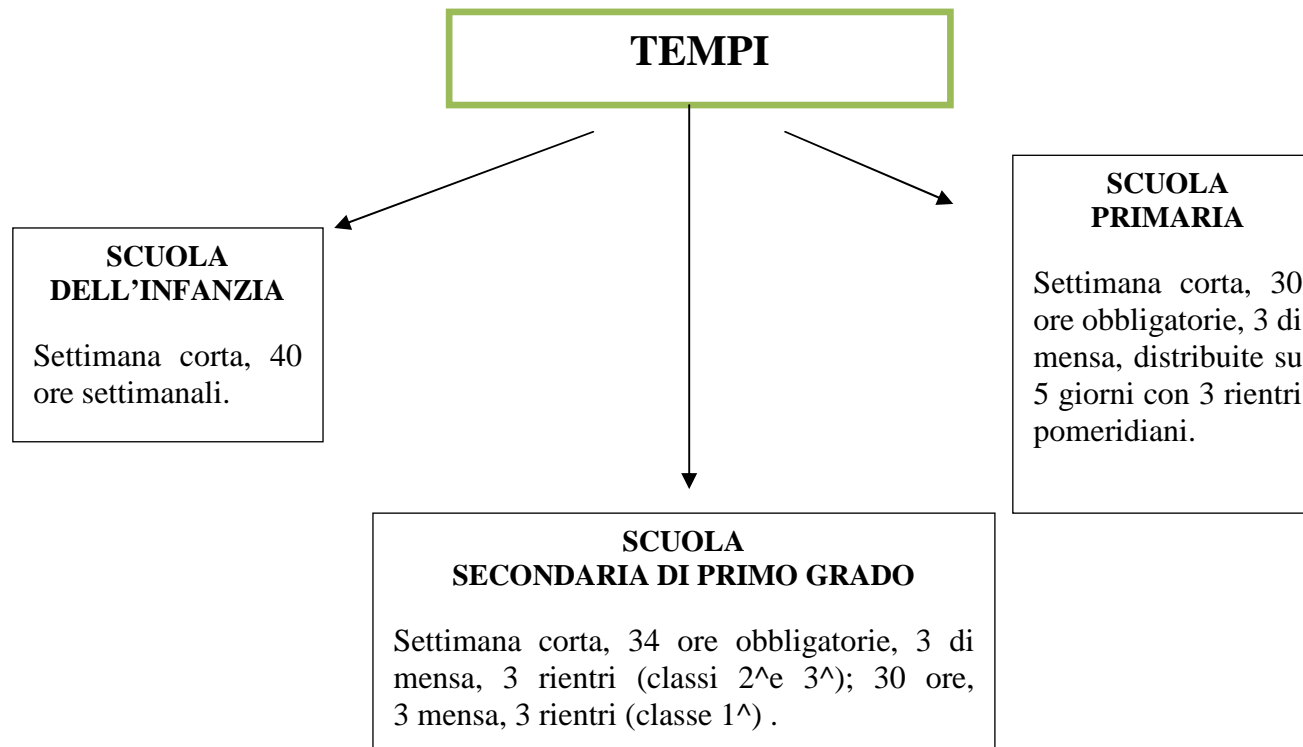 TEMPI
SCUOLA
DELL’INFANZIA
Settimana corta, 40
ore settimanali.
SCUOLA
PRIMARIA
Settimana corta, 30
ore obbligatorie, 3 di
mensa, distribuite su
5 giorni con 3 rientri
pomeridiani.
SCUOLA
SECONDARIA DI PRIMO GRADO
Settimana corta, 34 ore obbligatorie, 3 di
mensa, 3 rientri (classi 2^e 3^); 30 ore,
3 mensa, 3 rientri (classe 1^) .